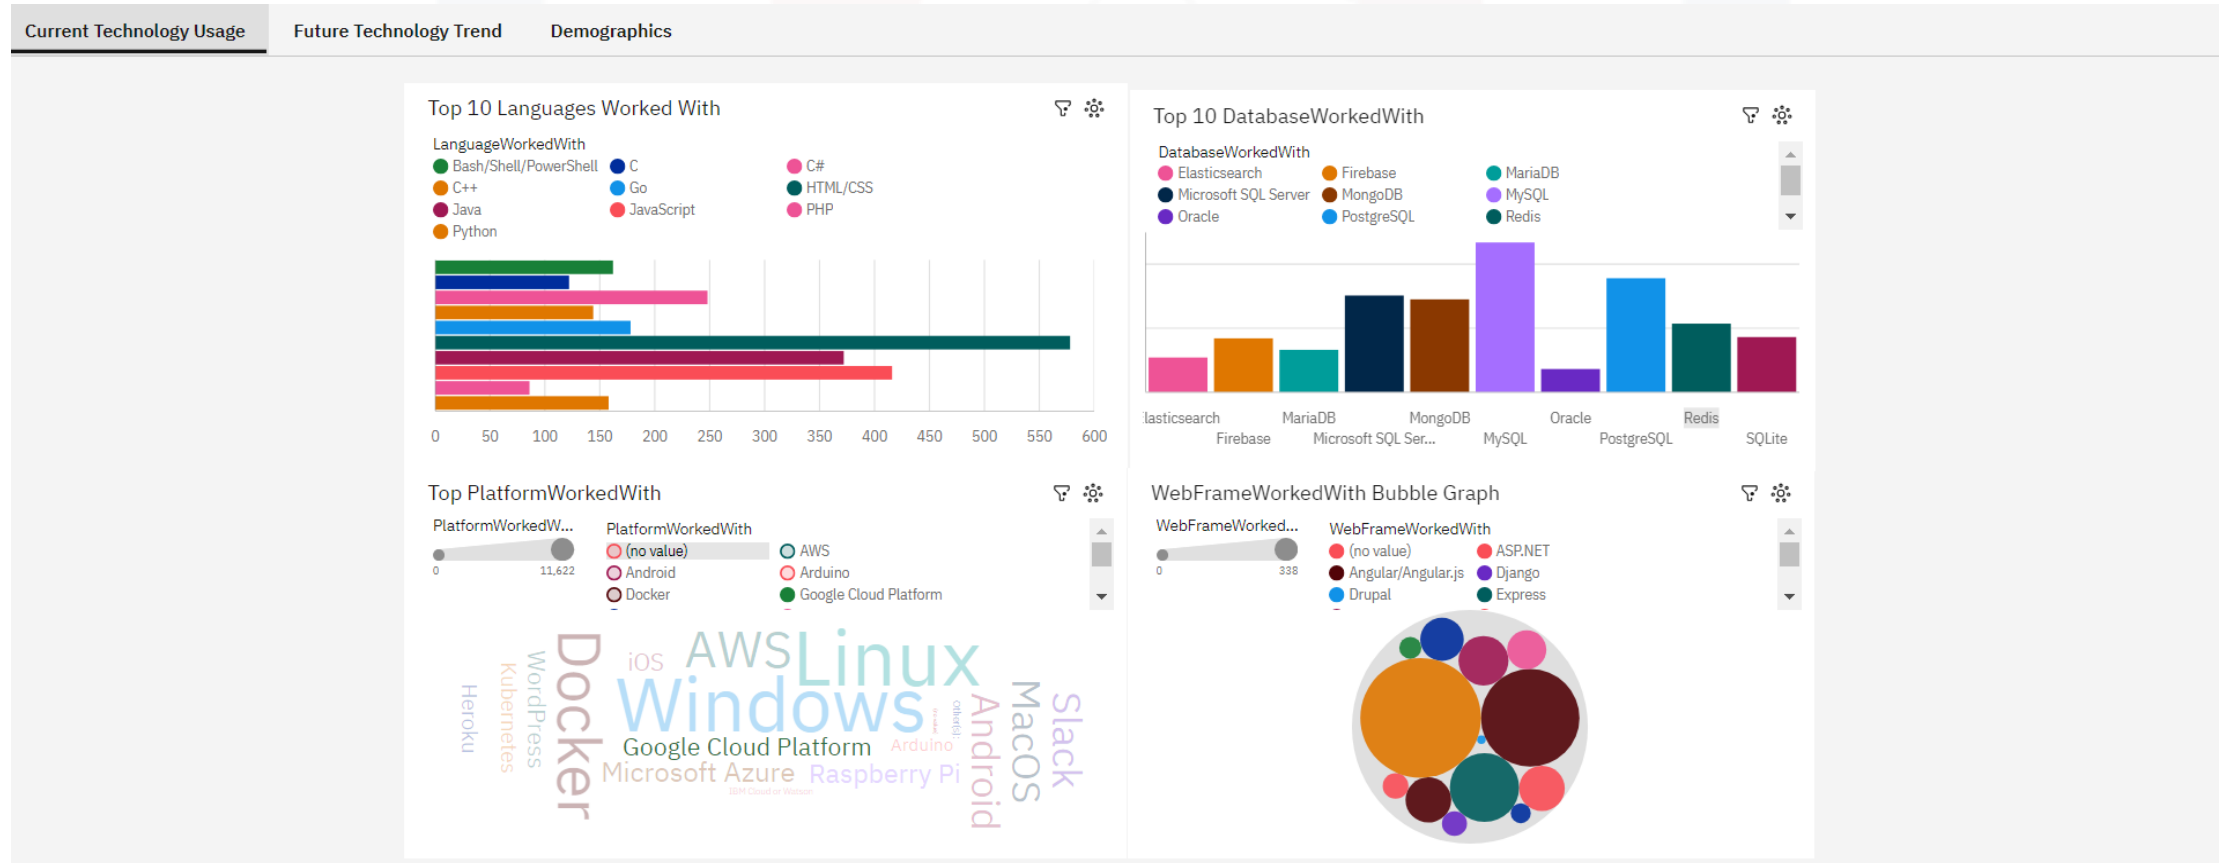 Current Technology Usage Future Technology Trend Demographics
Top 10 Languages Worked With
LanguageWorkedWith
Bash/Shell/PowerShell C C#
C++ Go HTML/CSS
Java JavaScript PHP
Python
0 50 100 150 200 250 300 350 400 450 500 550 600
Top 10 DatabaseWorkedWith
DatabaseWorkedWith
Elasticsearch Firebase MariaDB
Microsoft SQL Server MongoDB MySQL
Oracle PostgreSQL Redis
lasticsearch MariaDB MongoDB Oracle Redis
Firebase Microsoft SQL Ser... MySQL PostgreSQL SQLite
Top PlatformWorkedWith
PlatformWorkedW...
0 11,622
PlatformWorkedWith
(no value) AWS
Android Arduino
Docker Google Cloud Platform
Heroku
Kubernetes
WordPress
Docker
iOS
AWS
Linux
Windows
Google Cloud Platform
Arduino
Microsoft Azure
Raspberry Pi
IBM Cloud or Watson
Other(s):
Android
MacOS
Slack
WebFrameWorkedWith Bubble Graph
WebFrameWorked...
0 338
WebFrameWorkedWith
(no value) ASP.NET
Angular/Angular.js Django
Drupal Express